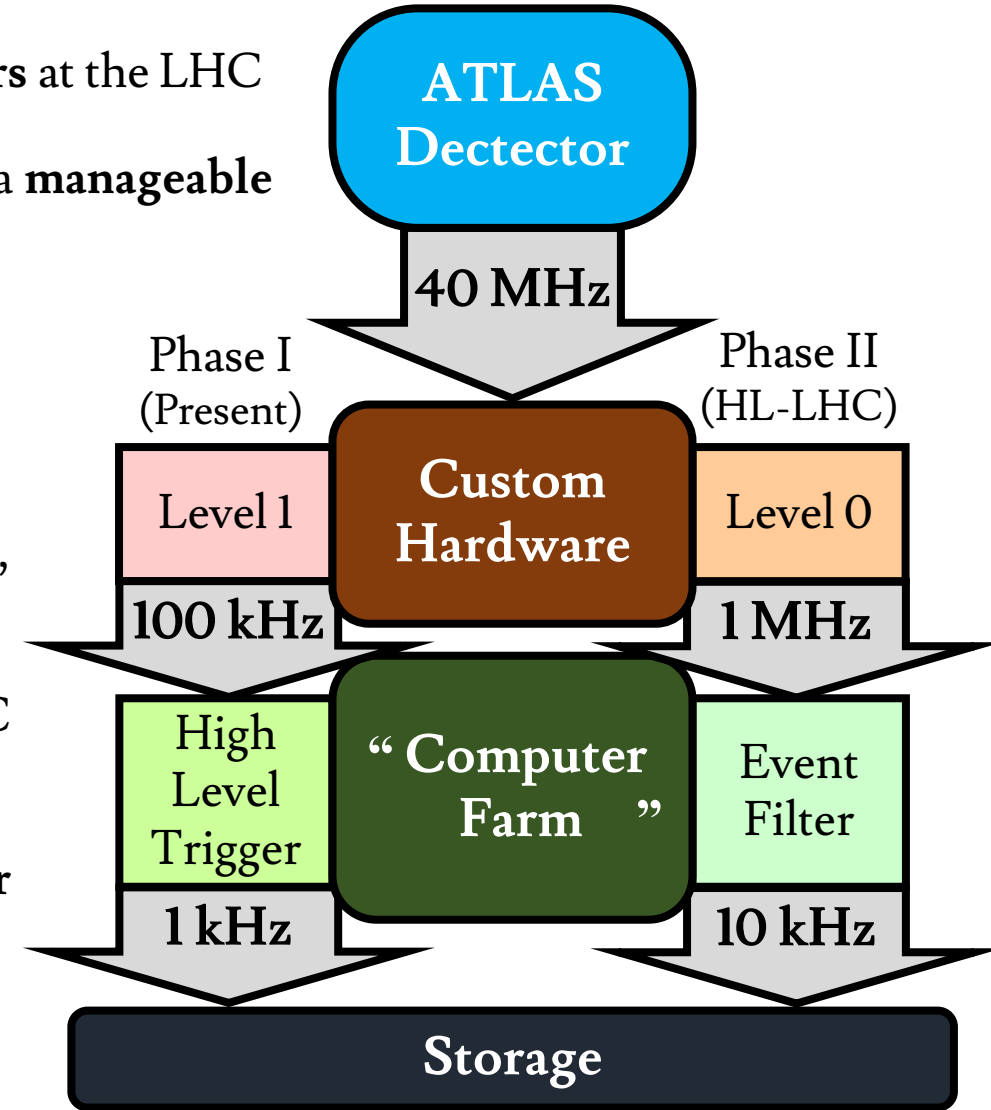 rs at the LHC
a manageable
ATLAS
Dectector
40 MHz
Phase I
(Present)
Phase II
(HL-LHC)
Level 1
Custom
Hardware
Level 0
,
100 kHz
1 MHz
C
High
Level
Trigger
“ Computer
Farm ”
Event
Filter
r
1 kHz
10 kHz
Storage